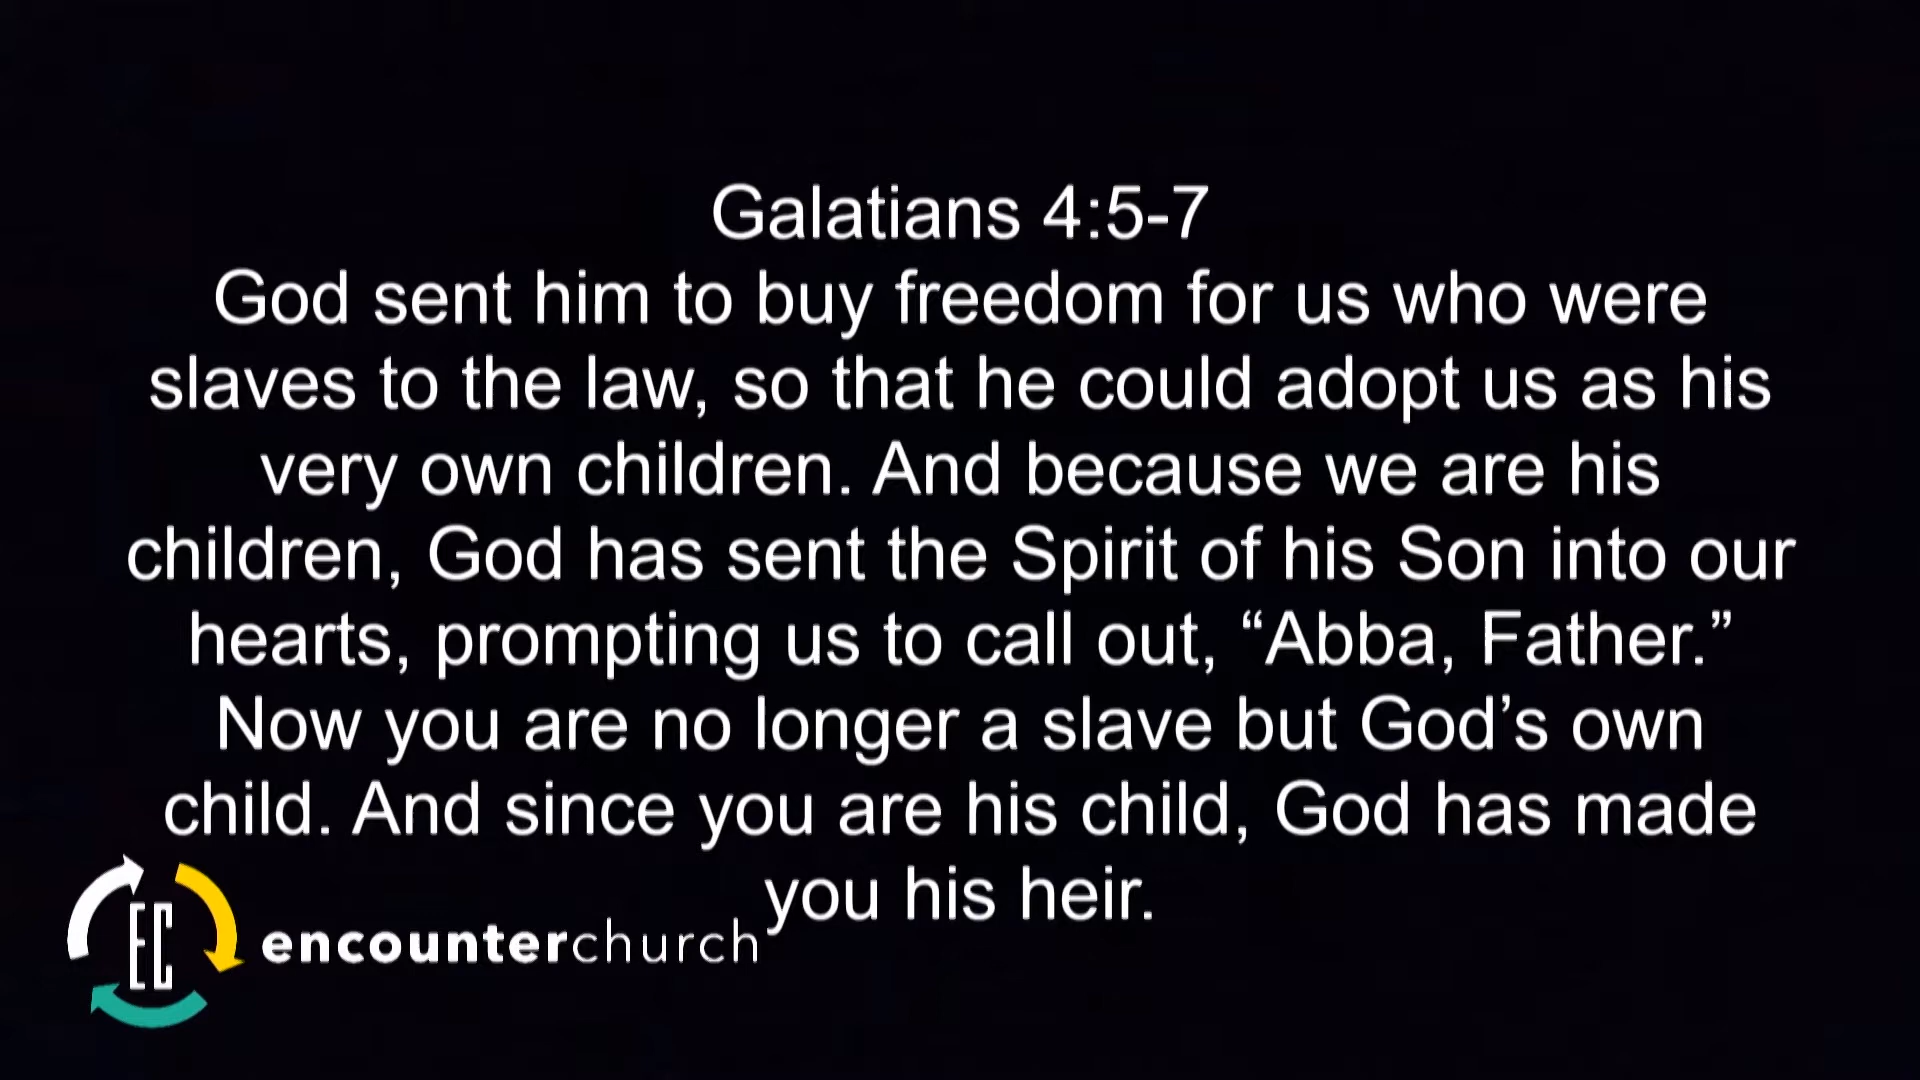 Galatians 4:5-7
God sent him to buy freedom for us who were
slaves to the law, so that he could adopt us as his
very own children. And because we are his
children, God has sent the Spirit of his Son into our
hearts, prompting us to call out, “Abba, Father.”
Now you are no longer a slave but God’s own
child. And since you are his child, God has made
you his heir.
EC
encounterchurch